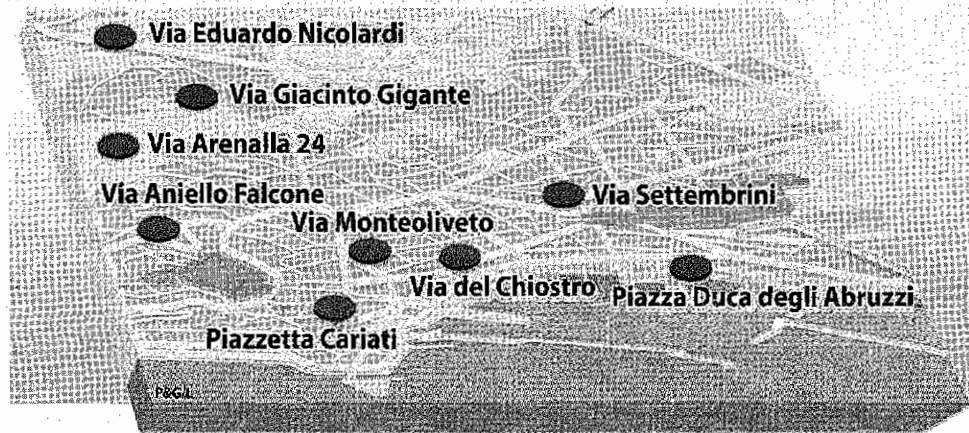 Via Eduardo Nicolardi
Via Giacinto Gigante
Via Arenalla 24
Via Aniello Falcone
Via Settembrini
Via Monteoliveto
Via del Chiostro
Piazza Duca degli Abruzzi
Piazzetta Cariati
P&G/L